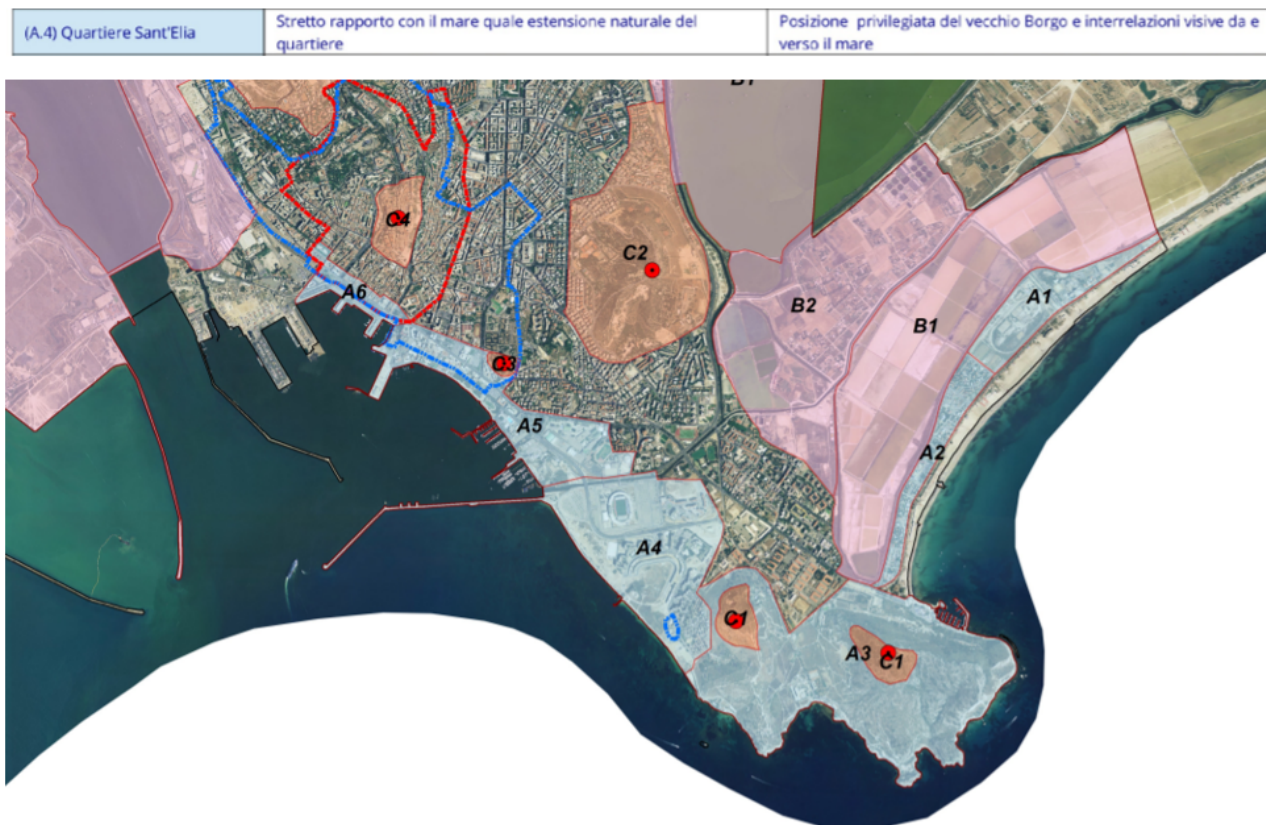 (A.4) Quartiere Sant'Elia
Stretto rapporto con il mare quale estensione naturale del
quartiere
Posizione privilegiata del vecchio Borgo e interrelazioni visive da e
verso il mare
B1
C4
C2
A6
B2
A1
B1
C3
A5
A2
A4
C1
A3
C1